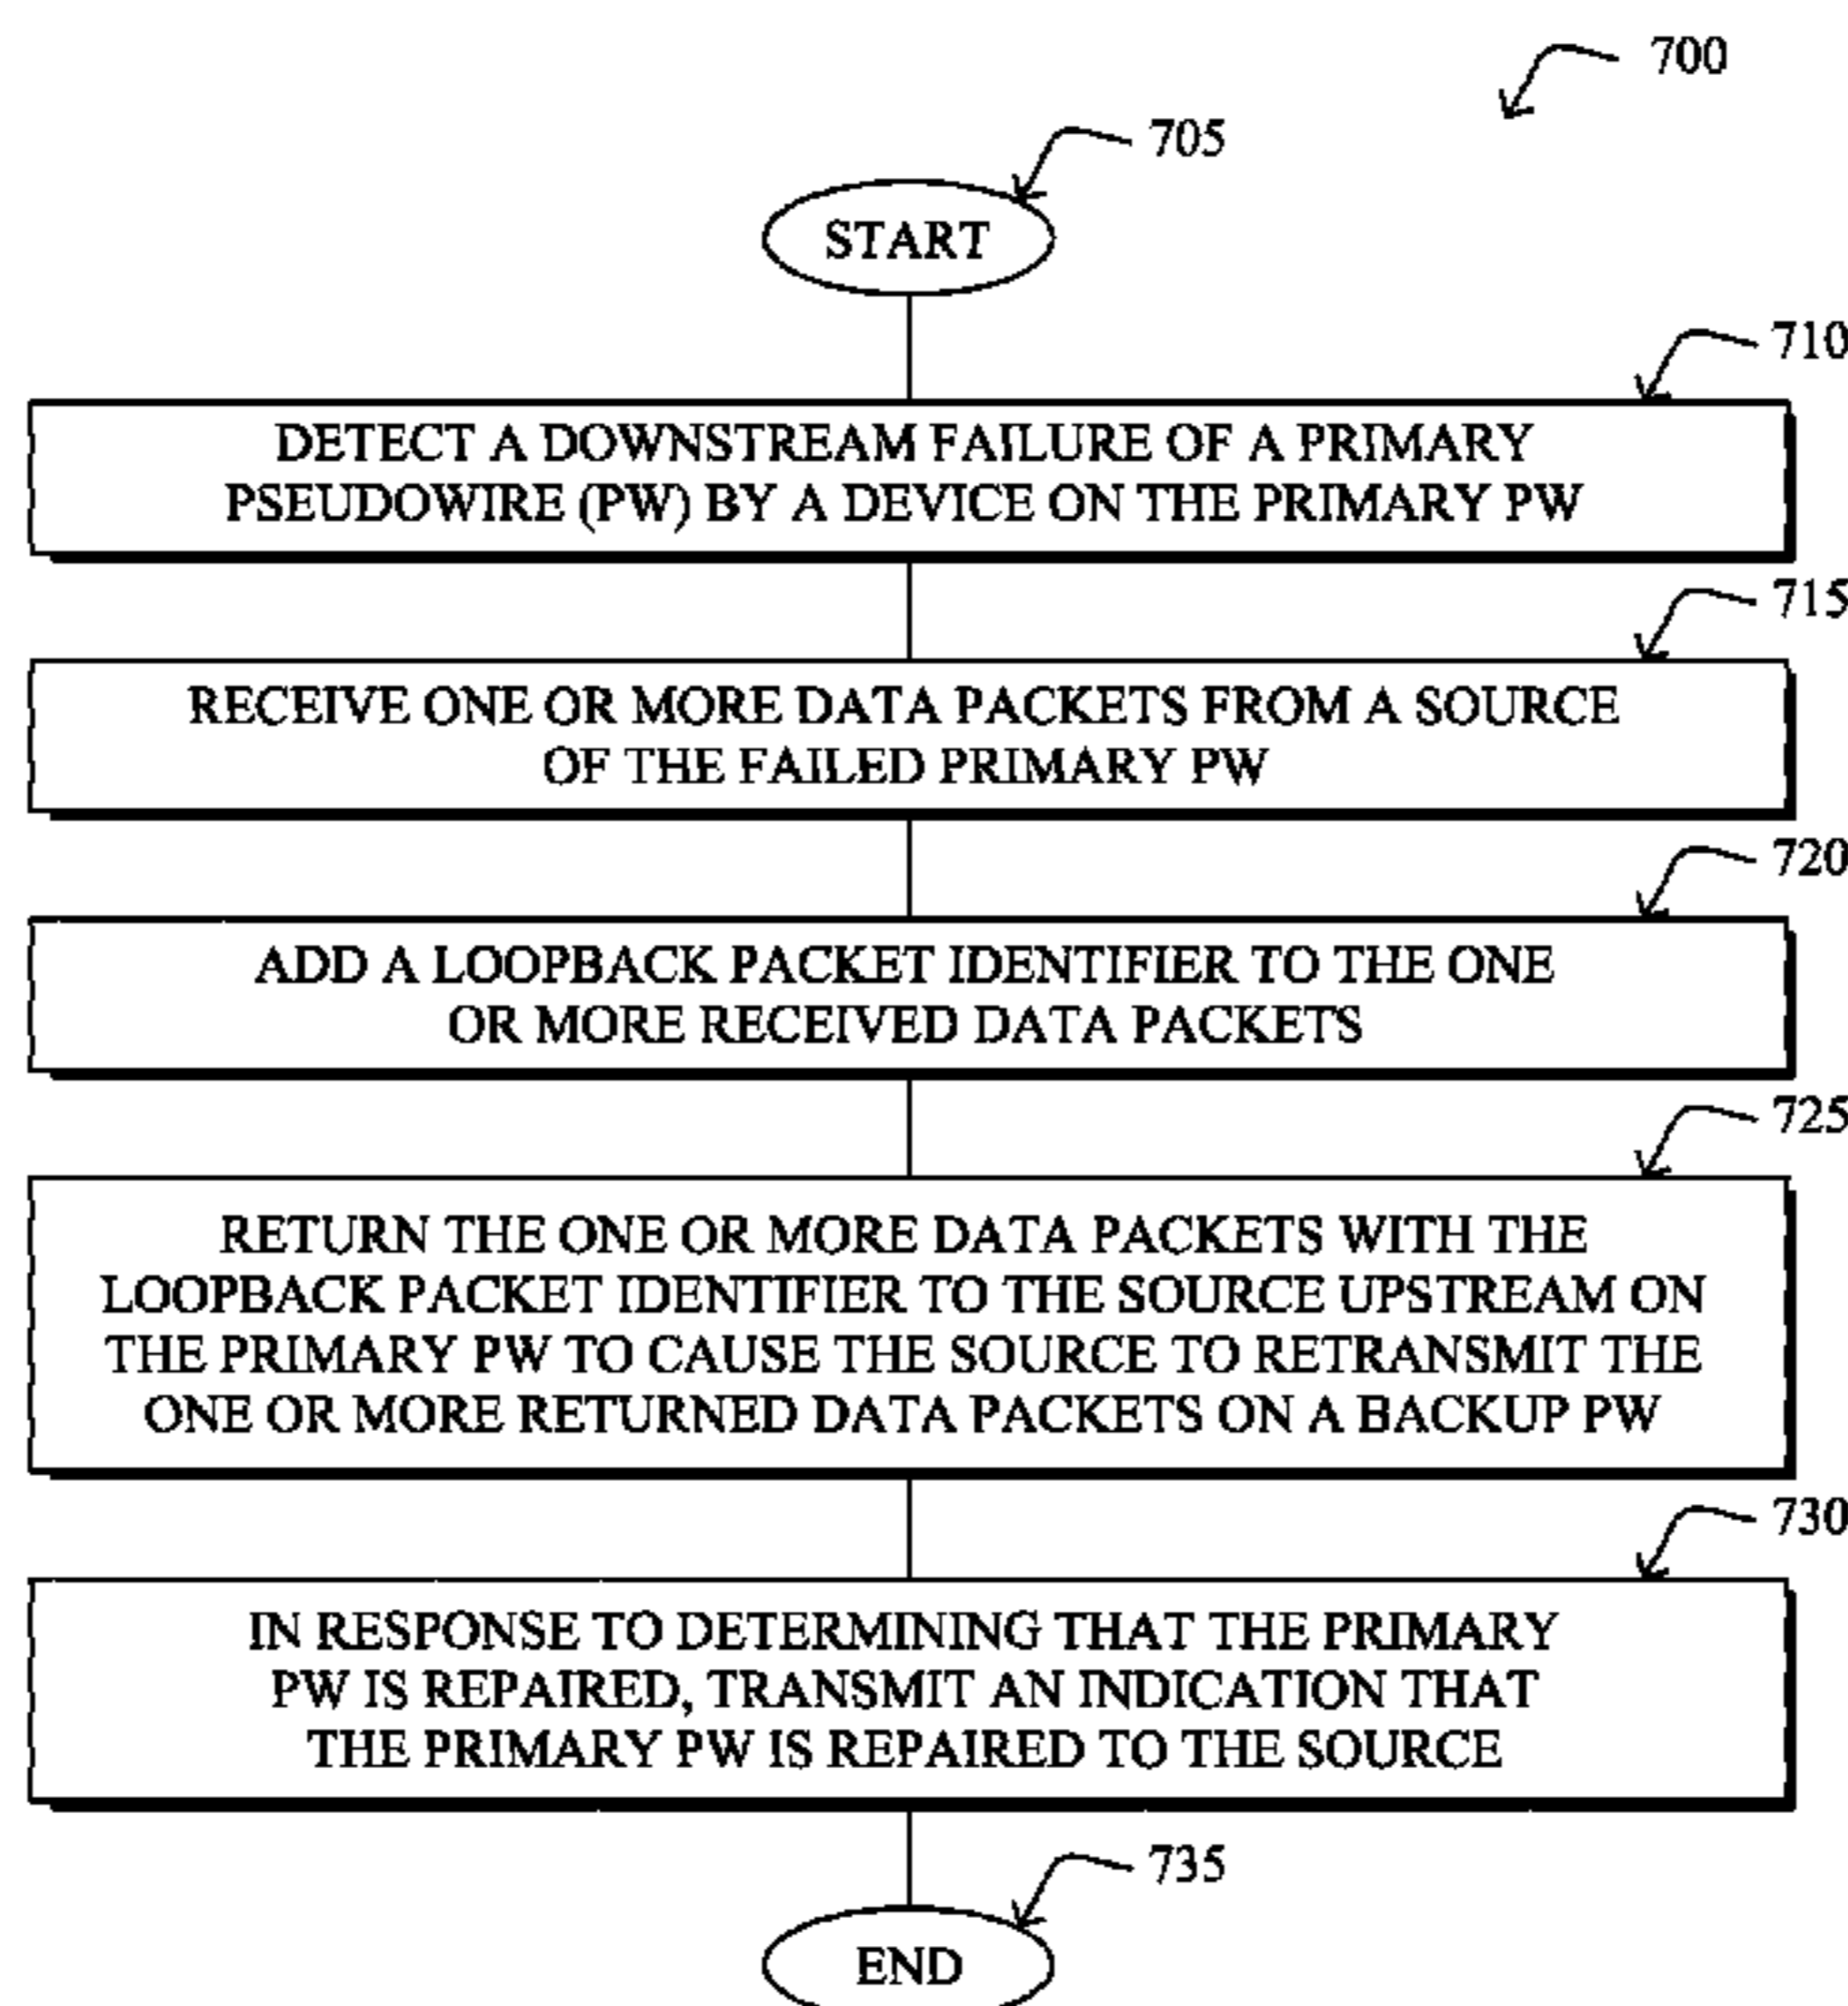 700
705
START
710
DETECT A DOWNSTREAM FAILURE OF A PRIMARY
PSEUDOWIRE (PW) BY A DEVICE ON THE PRIMARY PW
715
RECEIVE ONE OR MORE DATA PACKETS FROM A SOURCE
OF THE FAILED PRIMARY PW
720
ADD A LOOPBACK PACKET IDENTIFIER TO THE ONE
OR MORE RECEIVED DATA PACKETS
725
RETURN THE ONE OR MORE DATA PACKETS WITH THE
LOOPBACK PACKET IDENTIFIER TO THE SOURCE UPSTREAM ON
THE PRIMARY PW TO CAUSE THE SOURCE TO RETRANSMIT THE
ONE OR MORE RETURNED DATA PACKETS ON A BACKUP PW
730
IN RESPONSE TO DETERMINING THAT THE PRIMARY
PW IS REPAIRED, TRANSMIT AN INDICATION THAT
THE PRIMARY PW IS REPAIRED TO THE SOURCE
735
END